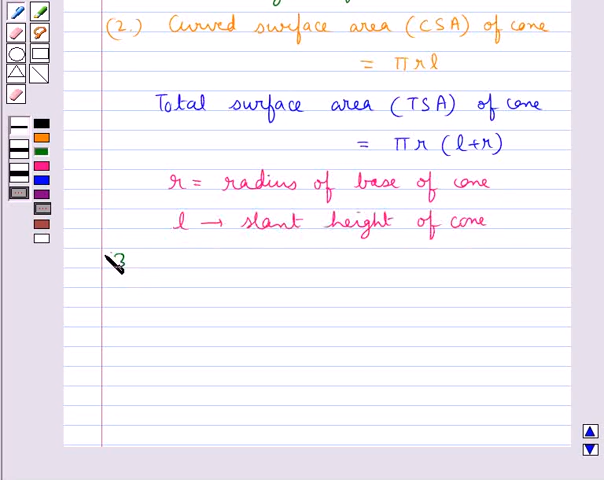 (2.) Curved surface area (CSA) of cone
= πrl
Total surface area (TSA) of cone
= πr (l+r)
r = radius of base of cone
l → slant height of cone